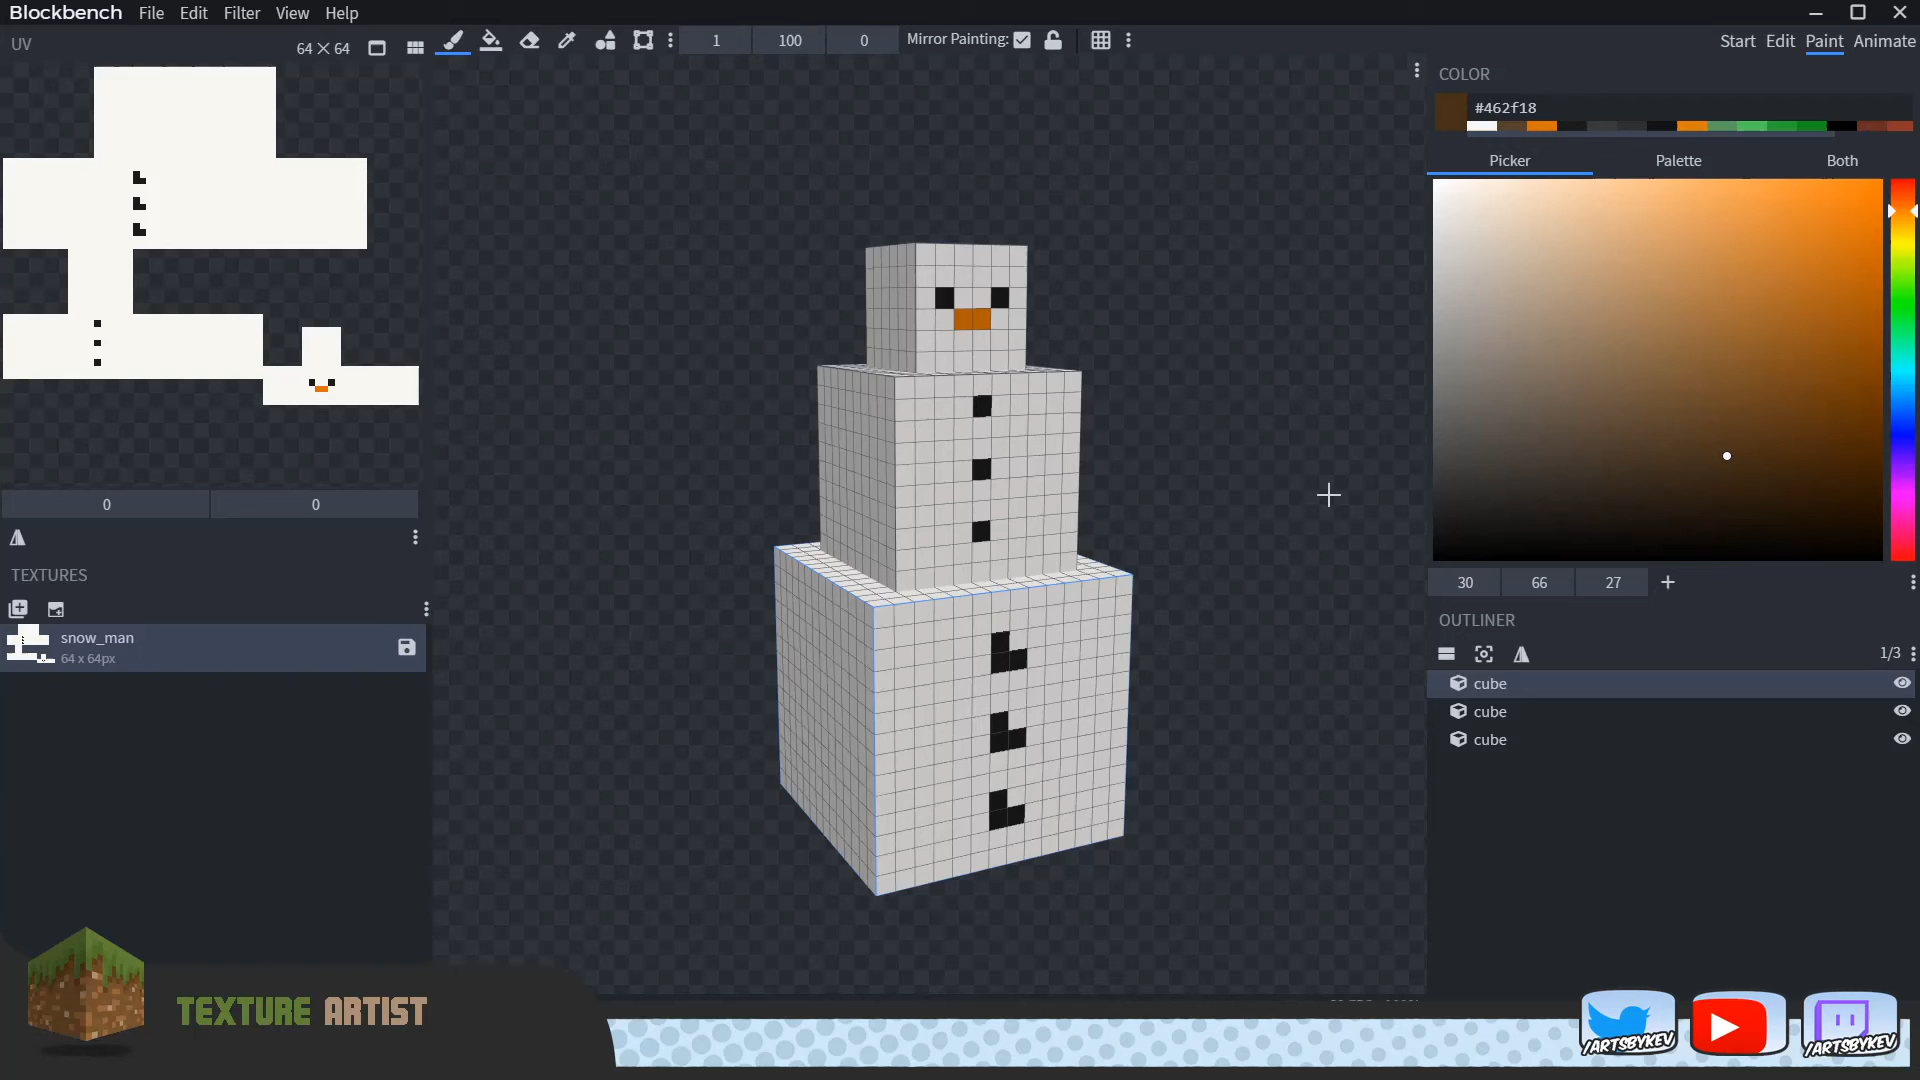 Blockbench File Edit Filter View Help
UV
64×64
1 100 0 Mirror Painting:
Start Edit Paint Animate
COLOR
#462f18
Picker Palette Both
0 0
TEXTURES
snow_man
64 x 64px
30 66 27
OUTLINER
1/3
cube
cube
cube
TEXTURE ARTIST
/ARTSBYKEV
/ARTSBYKEV